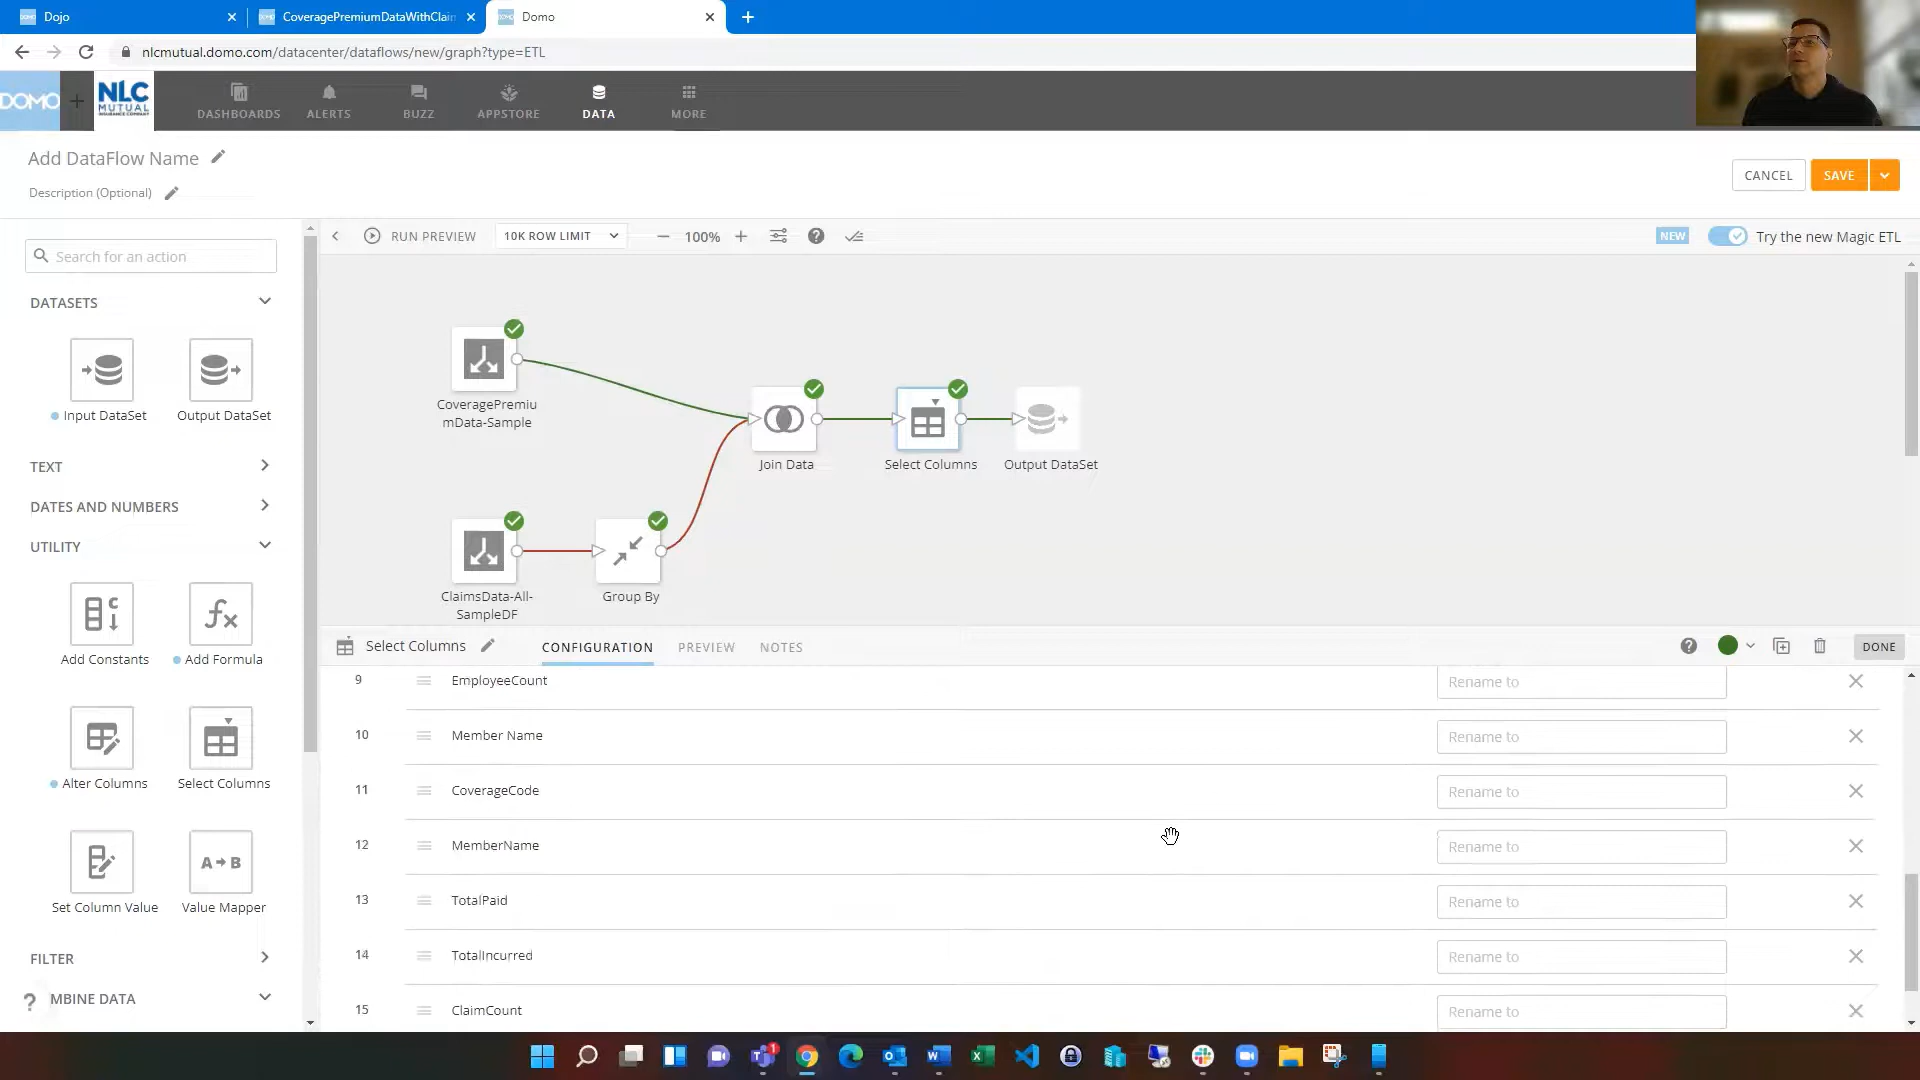 Dojo
CoveragePremiumDataWithClaim
Domo
nlcmutual.domo.com/datacenter/dataflows/new/graph?type=ETL
DOMO
NLC
MUTUAL
INSURANCE COMPANY
DASHBOARDS
ALERTS
BUZZ
APPSTORE
DATA
MORE
Add DataFlow Name
Description (Optional)
CANCEL
SAVE
Search for an action
RUN PREVIEW
10K ROW LIMIT
100%
NEW
Try the new Magic ETL
DATASETS
Input DataSet
Output DataSet
TEXT
DATES AND NUMBERS
UTILITY
Add Constants
Add Formula
Alter Columns
Select Columns
Set Column Value
A B
Value Mapper
FILTER
MBINE DATA
CoveragePremiu
mData-Sample
Join Data
Select Columns
Output DataSet
ClaimsData-All-
SampleDF
Group By
Select Columns
CONFIGURATION
PREVIEW
NOTES
DONE
9 EmployeeCount Rename to
10 Member Name Rename to
11 CoverageCode Rename to
12 MemberName Rename to
13 TotalPaid Rename to
14 TotalIncurred Rename to
15 ClaimCount Rename to